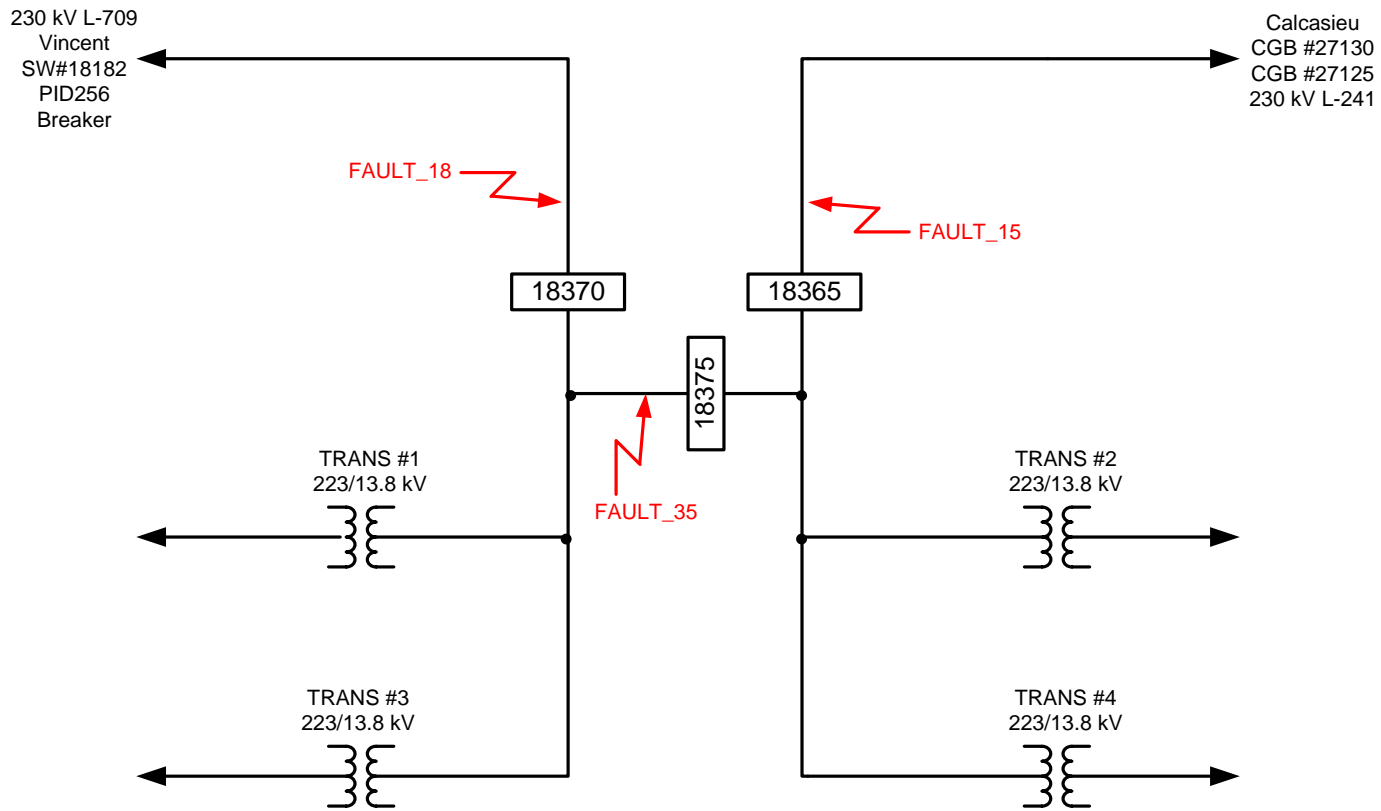 230 kV L-709
Vincent
SW#18182
PID256
Breaker
Calcasieu
CGB #27130
CGB #27125
230 kV L-241
FAULT_18
FAULT_15
18370
18365
18375
FAULT_35
TRANS #1
223/13.8 kV
TRANS #2
223/13.8 kV
TRANS #3
223/13.8 kV
TRANS #4
223/13.8 kV